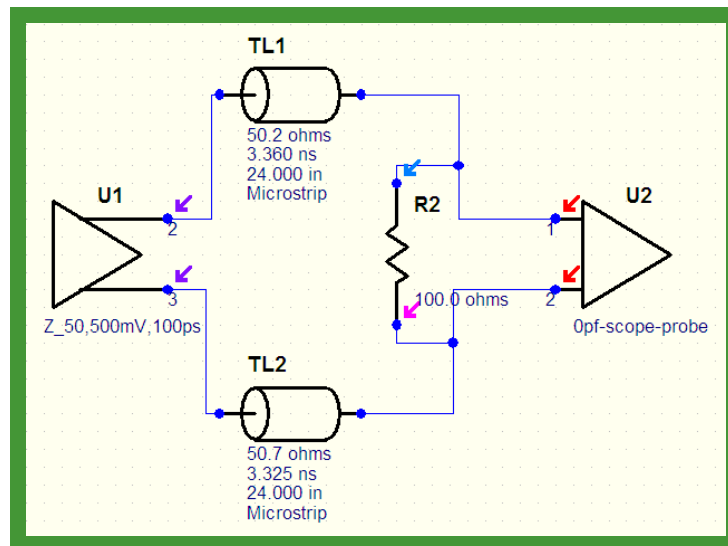 TL1
50.2 ohms
3.360 ns
24.000 in
Microstrip
U1
2
3
Z_50,500mV,100ps
R2
100.0 ohms
U2
1
2
0pf-scope-probe
TL2
50.7 ohms
3.325 ns
24.000 in
Microstrip